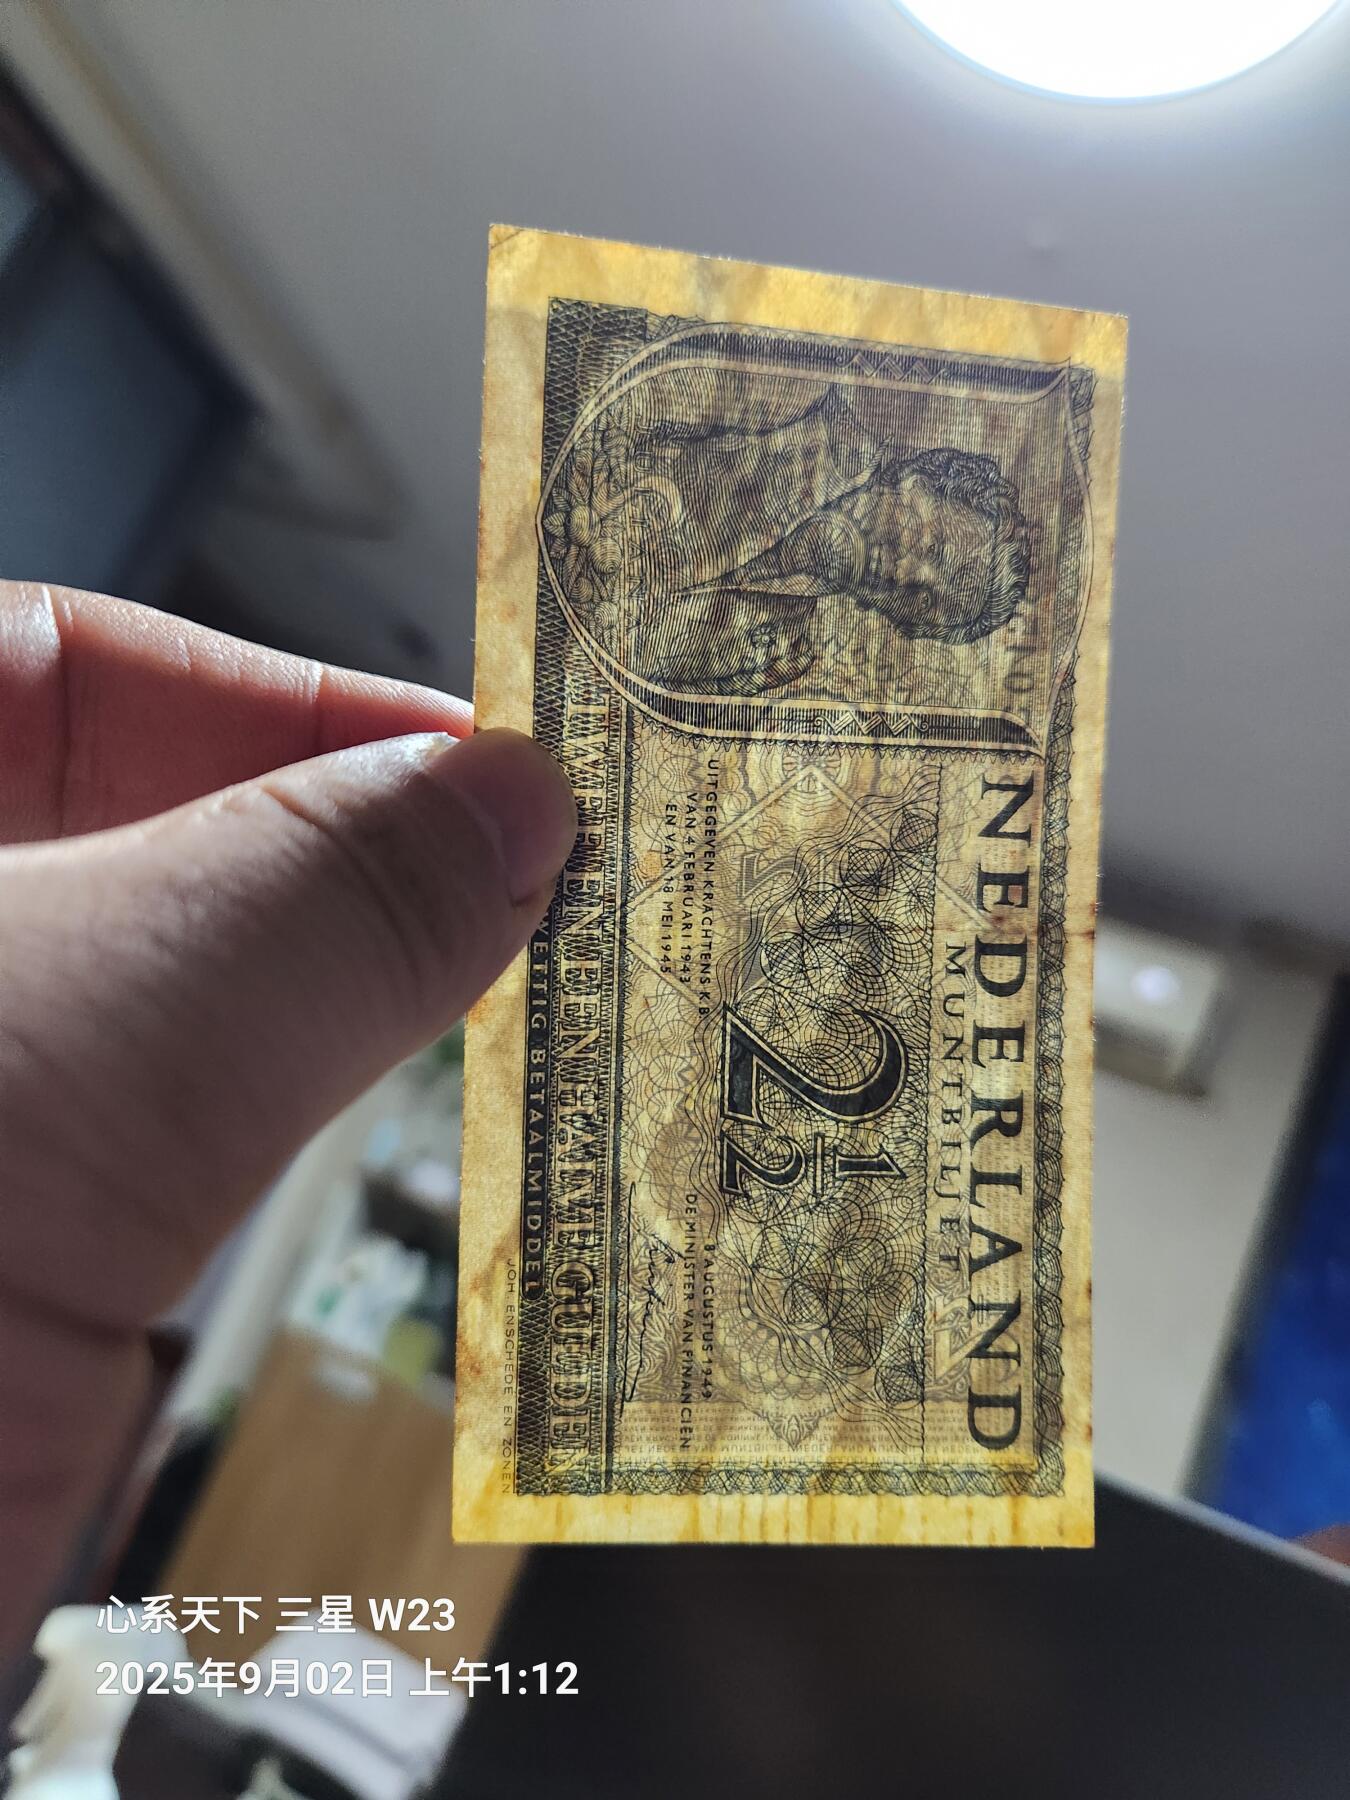 NEDERLAND
MUNTBILJET
2 1/2
UITGEGEVEN KRACHTENS K.B.
VAN 4 FEBRUARI 1943
EN VAN 18 MEI 1945
8 AUGUSTUS 1949
DE MINISTER VAN FINANCIEN
TWEE EN EEN HALVE GULDEN
WETTIG BETAALMIDDEL
JOH. ENSCHEDE EN ZONEN
心系天下 三星 W23
2025年9月02日 上午1:12